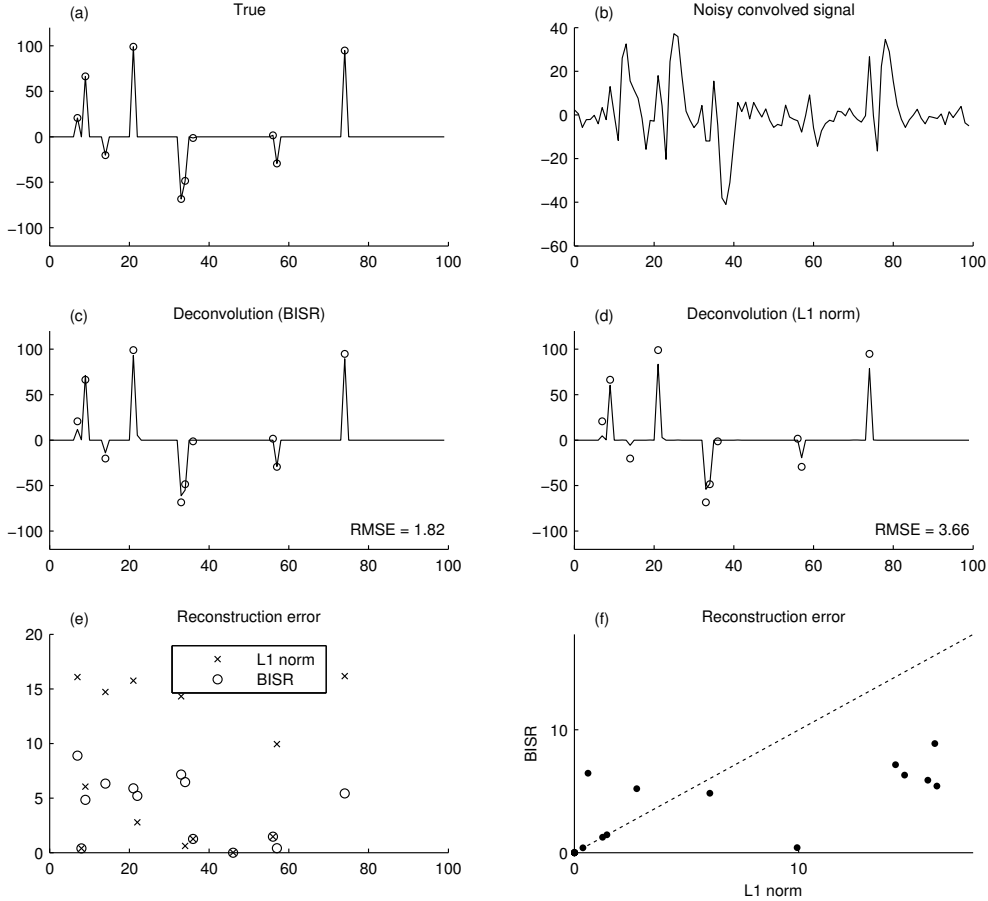 (a) True
100
50
0
−50
−100
0 20 40 60 80 100
(b) Noisy convolved signal
40
20
0
−20
−40
−60
0 20 40 60 80 100
(c) Deconvolution (BISR)
100
50
0
−50
−100
RMSE = 1.82
0 20 40 60 80 100
(d) Deconvolution (L1 norm)
100
50
0
−50
−100
RMSE = 3.66
0 20 40 60 80 100
(e) Reconstruction error
20
15
10
5
0
L1 norm
BISR
0 20 40 60 80 100
(f) Reconstruction error
BISR
10
0
10
L1 norm